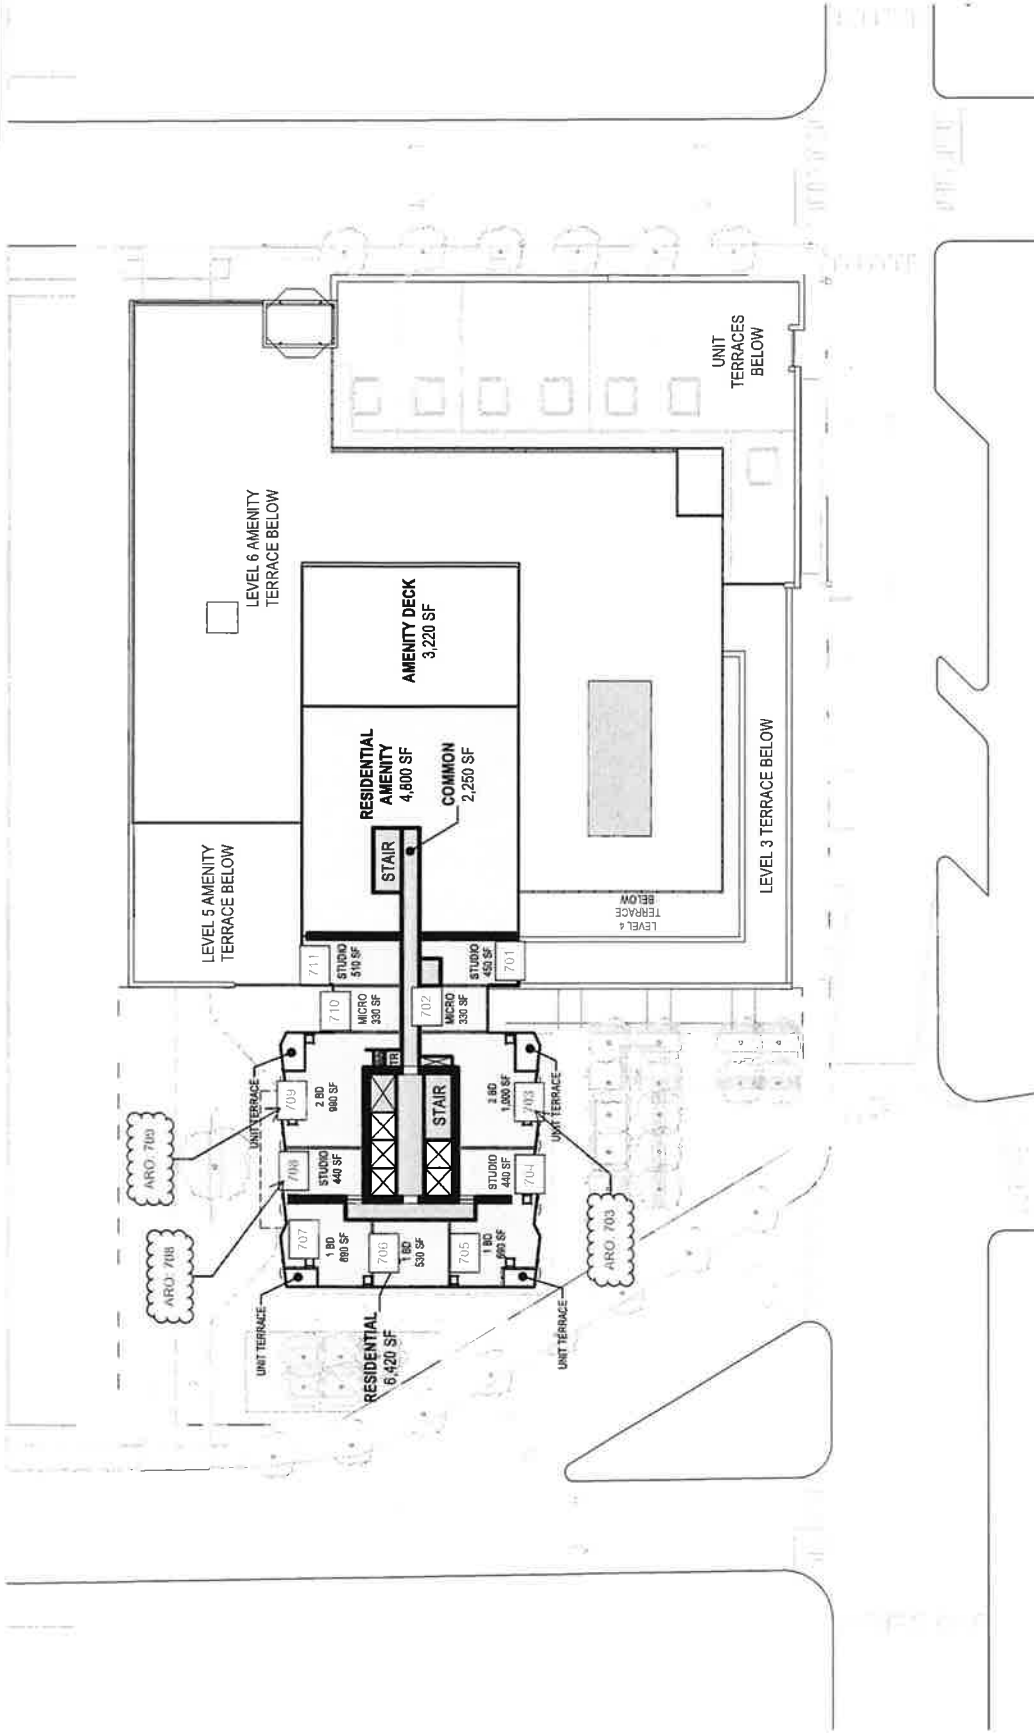 UNIT
TERRACES
BELOW
LEVEL 6 AMENITY
TERRACE BELOW
AMENITY DECK
3,220 SF
RESIDENTIAL
AMENITY
4,800 SF
COMMON
2,250 SF
STAIR
LEVEL 5 AMENITY
TERRACE BELOW
LEVEL 3 TERRACE BELOW
LEVEL 4
TERRACE
BELOW
711
STUDIO
510 SF
STUDIO
450 SF
701
710
MICRO
330 SF
702
MICRO
330 SF
UNIT TERRACE
709
2 BD
990 SF
TR
STAIR
2 BD
1,000 SF
703
UNIT TERRACE
ARO: 709
708
STUDIO
440 SF
STUDIO
440 SF
704
ARO: 708
ARO: 703
707
1 BD
690 SF
706
1 BD
530 SF
705
1 BD
690 SF
UNIT TERRACE
RESIDENTIAL
6,420 SF
UNIT TERRACE